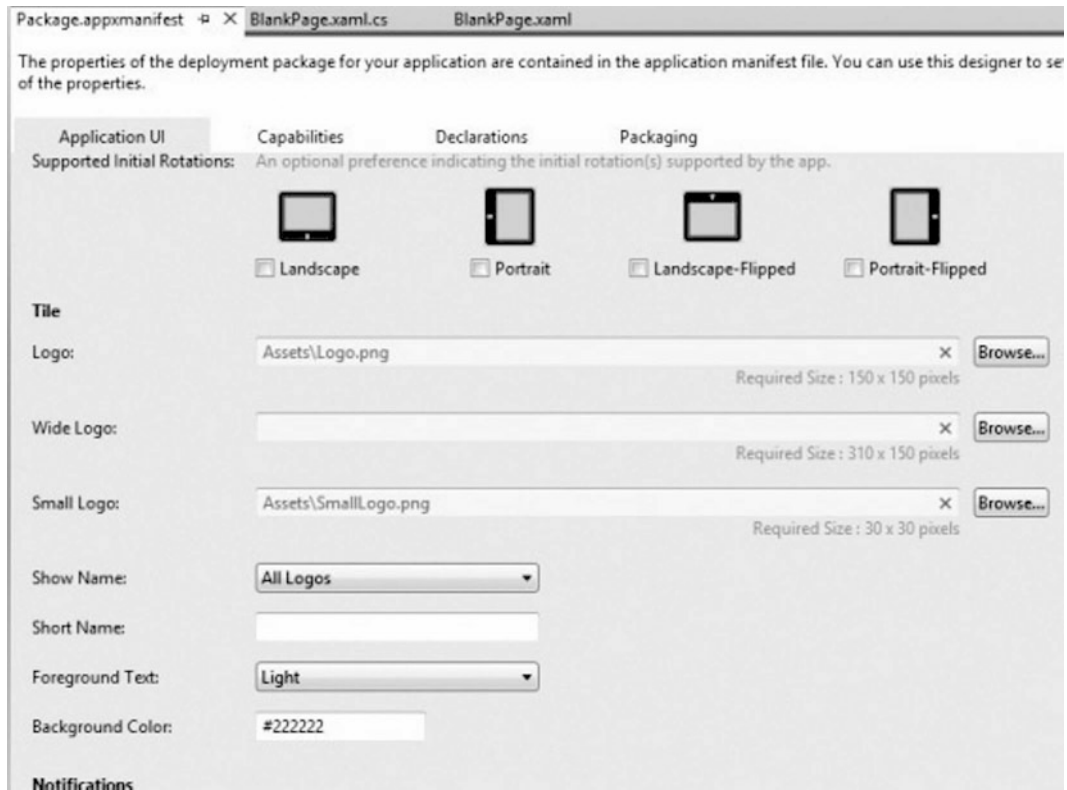 Package.appxmanifest BlankPage.xaml.cs BlankPage.xaml
The properties of the deployment package for your application are contained in the application manifest file. You can use this designer to se
of the properties.
Application UI Capabilities Declarations Packaging
Supported Initial Rotations: An optional preference indicating the initial rotation(s) supported by the app.
Landscape Portrait Landscape-Flipped Portrait-Flipped
Tile
Logo: Assets\Logo.png Browse...
Required Size : 150 x 150 pixels
Wide Logo: Browse...
Required Size : 310 x 150 pixels
Small Logo: Assets\SmallLogo.png Browse...
Required Size : 30 x 30 pixels
Show Name: All Logos
Short Name:
Foreground Text: Light
Background Color: #222222
Notifications